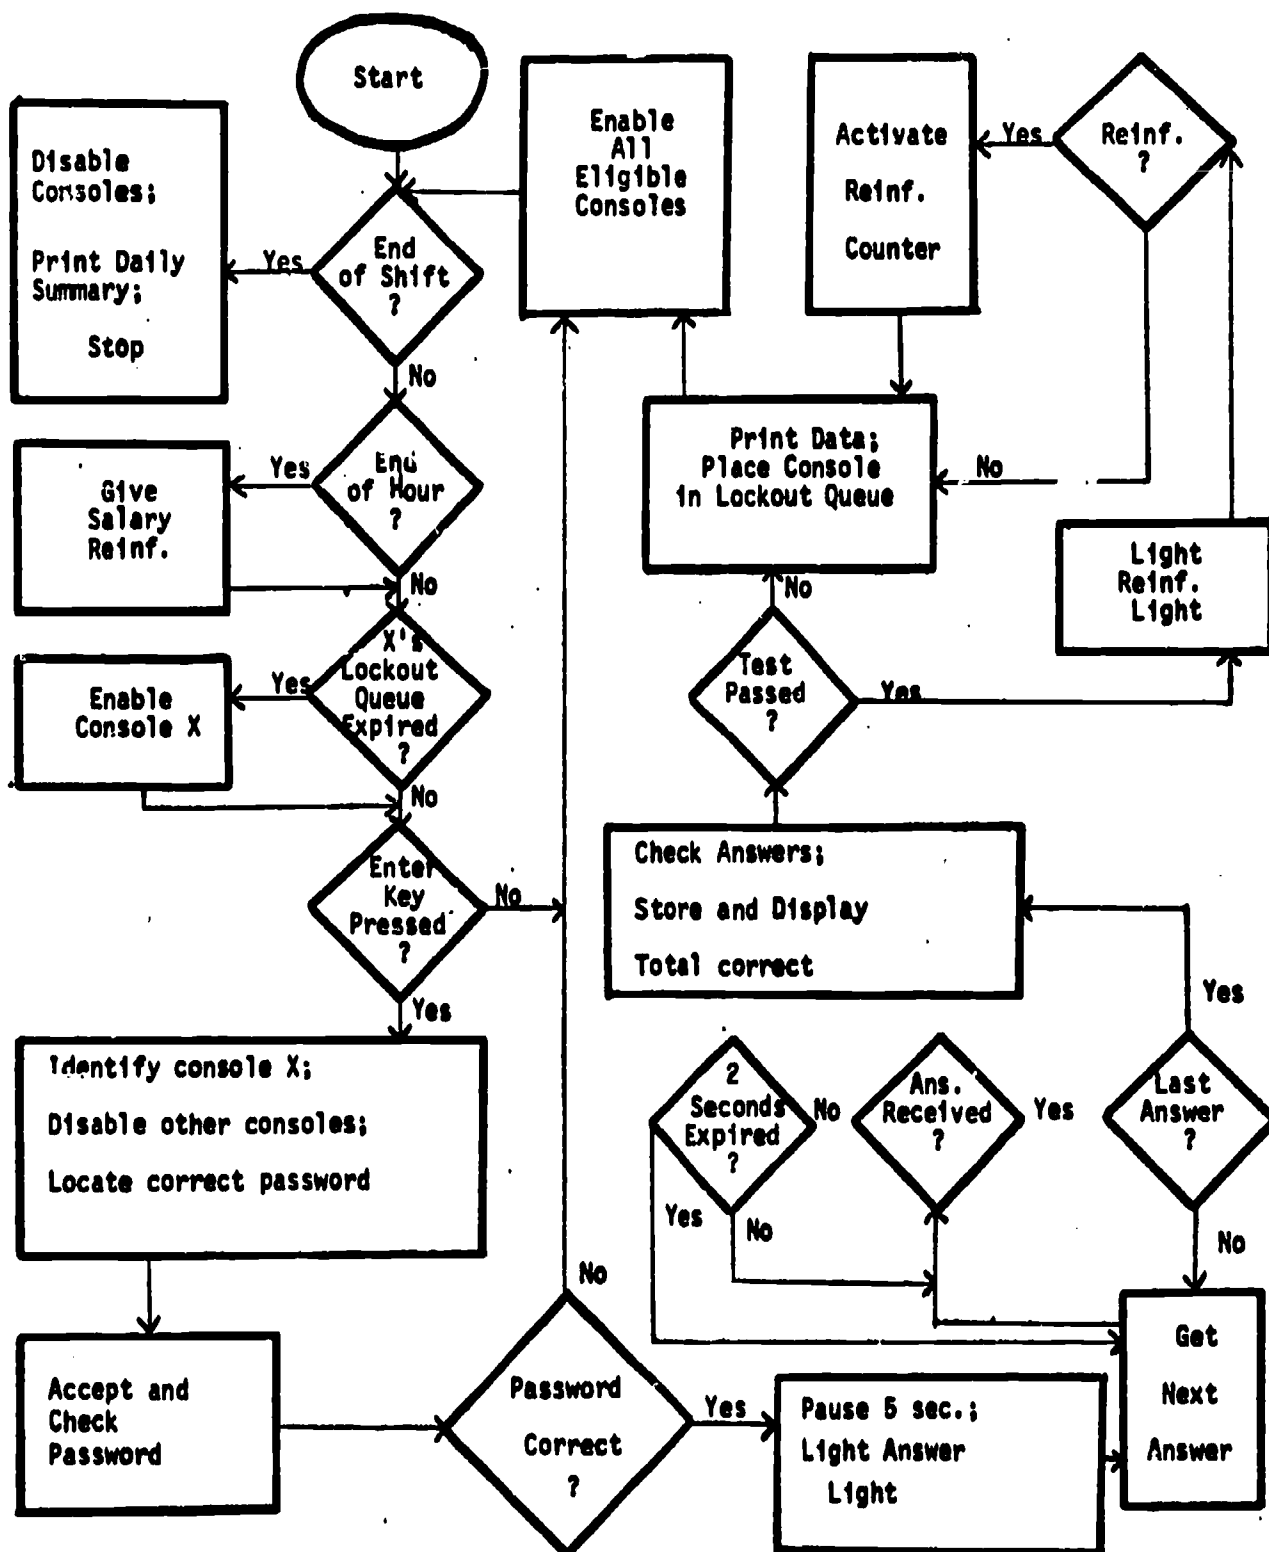 Start
Disable
Consoles;
Print Daily
Summary;
Stop
Yes
End
of Shift
?
No
Enable
All
Eligible
Consoles
Activate
Reinf.
Counter
Yes
Reinf.
?
No
Give
Salary
Reinf.
Yes
End
of Hour
?
No
Print Data;
Place Console
in Lockout Queue
Light
Reinf.
Light
Enable
Console X
Yes
X's
Lockout
Queue
Expired
?
No
No
Test
Passed
?
Yes
Enter
Key
Pressed
?
No
Yes
Check Answers;
Store and Display
Total correct
Yes
Identify console X;
Disable other consoles;
Locate correct password
2
Seconds
Expired
?
No
Yes
No
Ans.
Received
?
Yes
Last
Answer
?
No
Accept and
Check
Password
No
Password
Correct
?
Yes
Pause 5 sec.;
Light Answer
Light
Get
Next
Answer